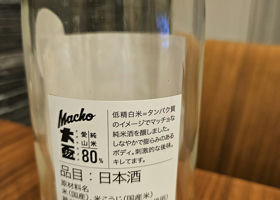 Macho
愛山
純米
80%
低精白米=タンパク質
のイメージでマッチョな
純米酒を醸しました。
しなやかで膨らみのある
ボディ。刺激的な後味。
キレてます。
品目：日本酒
原材料名
米(国産)、米こうじ(国産米)